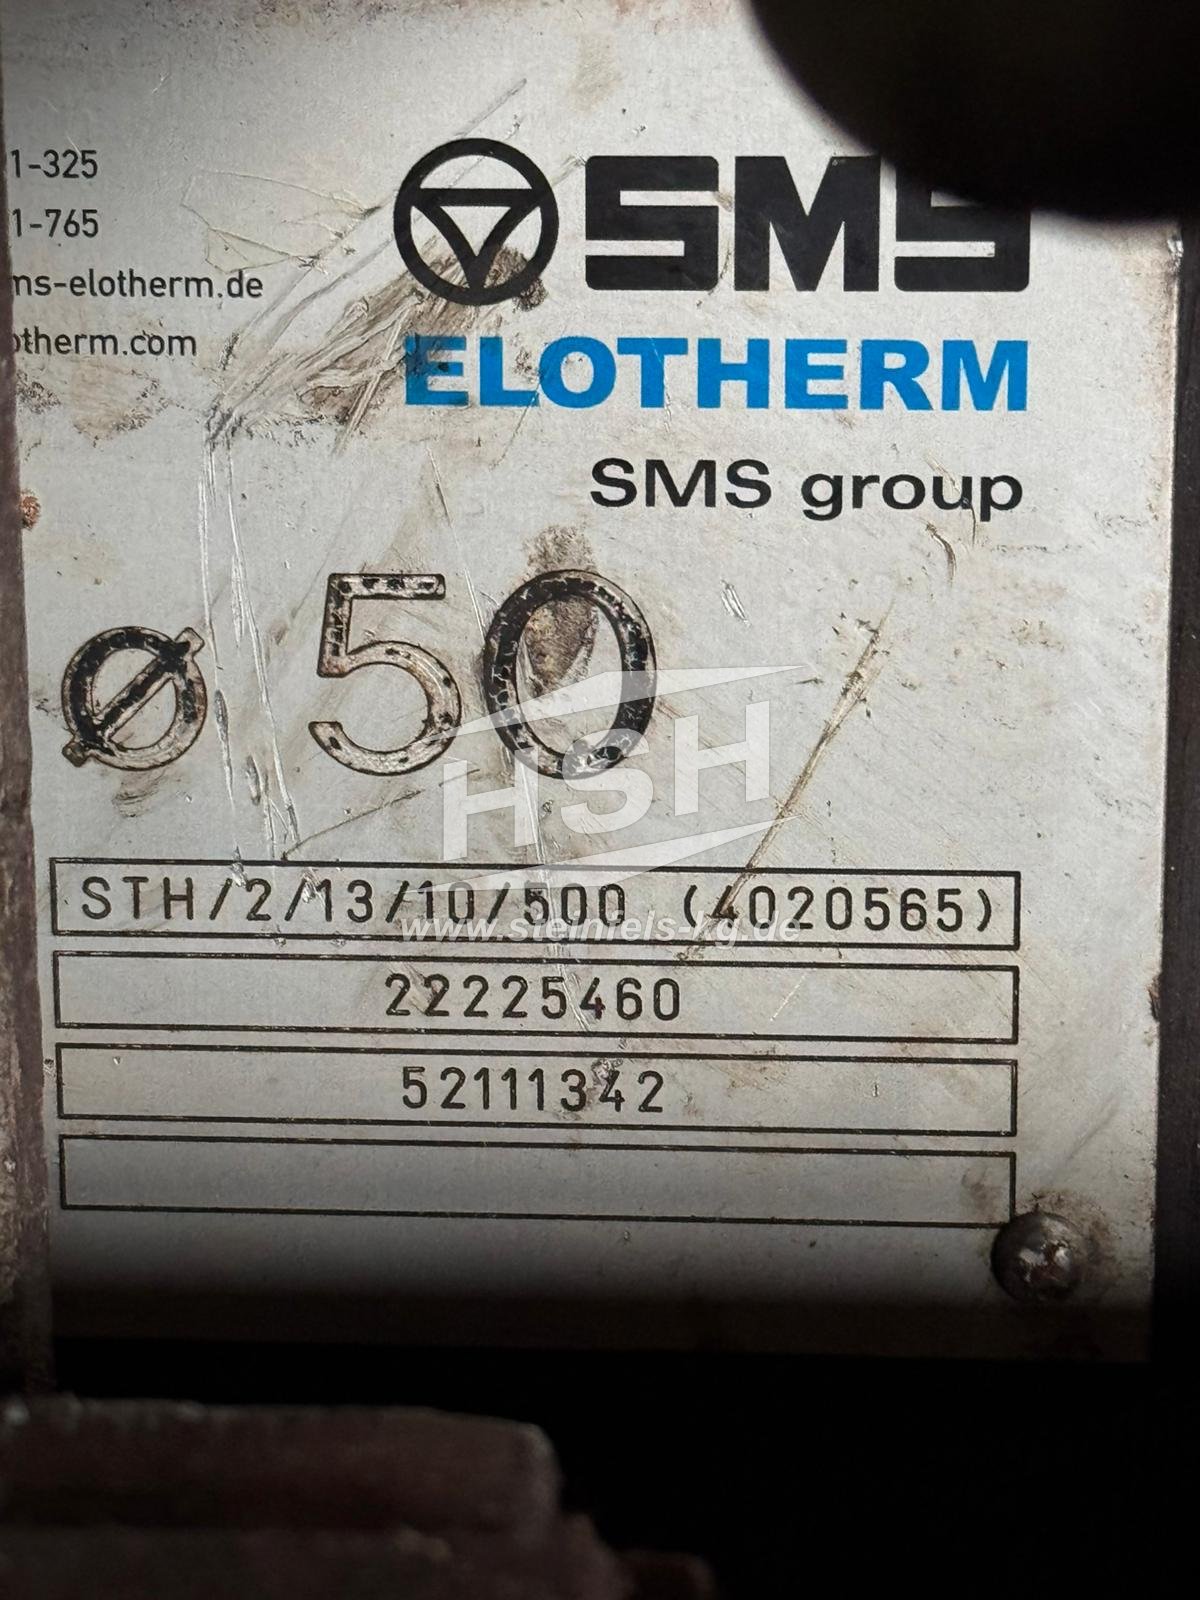 1-325
1-765
ms-elotherm.de
otherm.com
SMS
ELOTHERM
SMS group
ø 50
HSH
STH/2/13/10/500 (4020565)
www.steinfels-kg.de
22225460
52111342